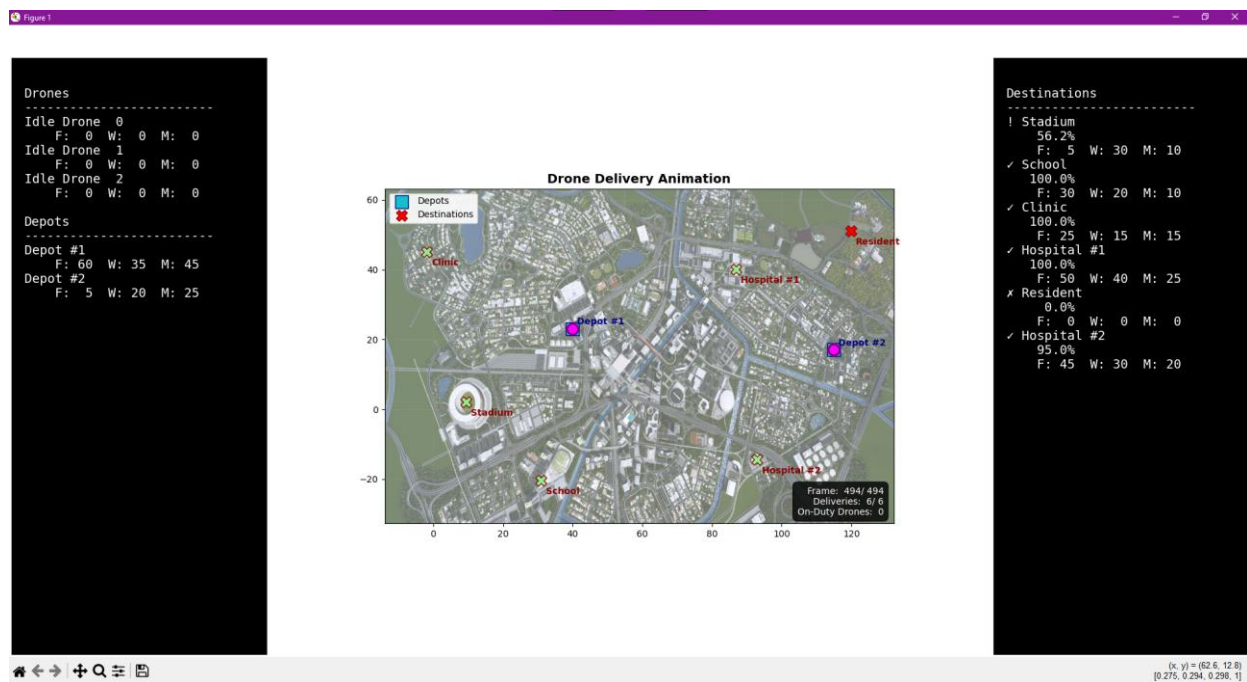 Figure 1
Drones
-------------------------
Idle Drone 0
F: 0 W: 0 M: 0
Idle Drone 1
F: 0 W: 0 M: 0
Idle Drone 2
F: 0 W: 0 M: 0
Depots
-------------------------
Depot #1
F: 60 W: 35 M: 45
Depot #2
F: 5 W: 20 M: 25
Drone Delivery Animation
Depots
Destinations
60
40
20
0
−20
0 20 40 60 80 100 120
Clinic
Resident
Hospital #1
Depot #1
Depot #2
Stadium
Hospital #2
School
Frame: 494/ 494
Deliveries: 6/ 6
On-Duty Drones: 0
Destinations
-------------------------
! Stadium
56.2%
F: 5 W: 30 M: 10
✓ School
100.0%
F: 30 W: 20 M: 10
✓ Clinic
100.0%
F: 25 W: 15 M: 15
✓ Hospital #1
100.0%
F: 50 W: 40 M: 25
✗ Resident
0.0%
F: 0 W: 0 M: 0
✓ Hospital #2
95.0%
F: 45 W: 30 M: 20
(x, y) = (62.6, 12.8)
[0.275, 0.294, 0.298, 1]